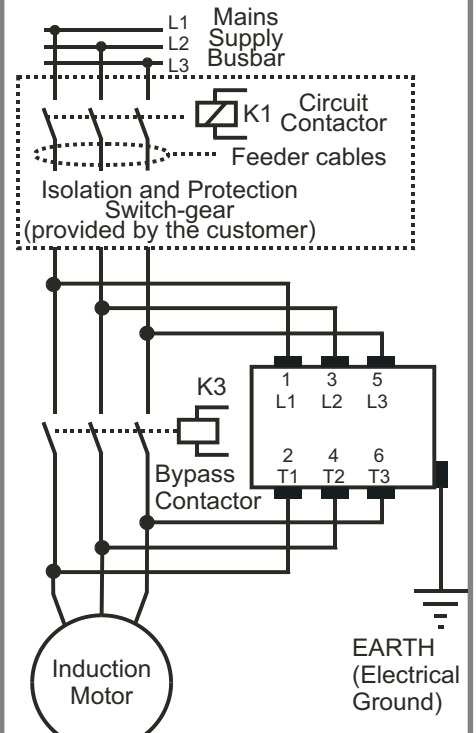 L1 Mains
L2 Supply
L3 Busbar
K1 Circuit
Contactor
Feeder cables
Isolation and Protection
Switch-gear
(provided by the customer)
1 3 5
L1 L2 L3
K3
2 4 6
T1 T2 T3
Bypass
Contactor
Induction
Motor
EARTH
(Electrical
Ground)